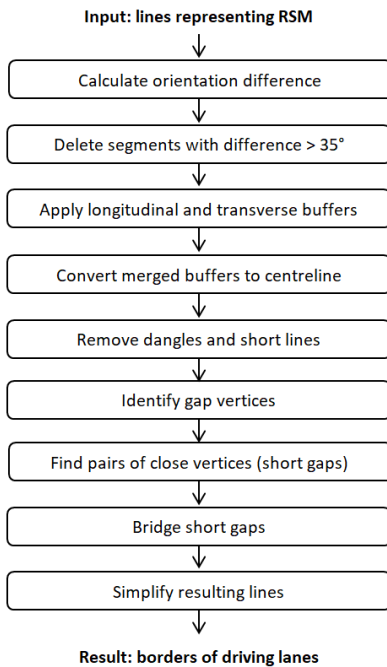 Input: lines representing RSM
Calculate orientation difference
Delete segments with difference > 35°
Apply longitudinal and transverse buffers
Convert merged buffers to centreline
Remove dangles and short lines
Identify gap vertices
Find pairs of close vertices (short gaps)
Bridge short gaps
Simplify resulting lines
Result: borders of driving lanes